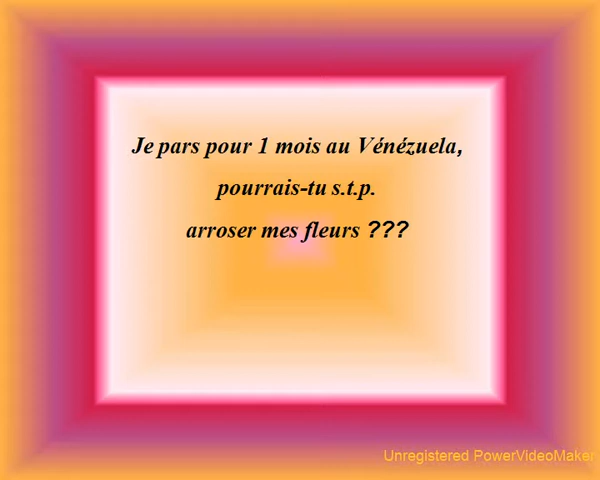 Je pars pour 1 mois au Vénézuela,
pourrais-tu s.t.p.
arroser mes fleurs ???
Unregistered PowerVideoMaker